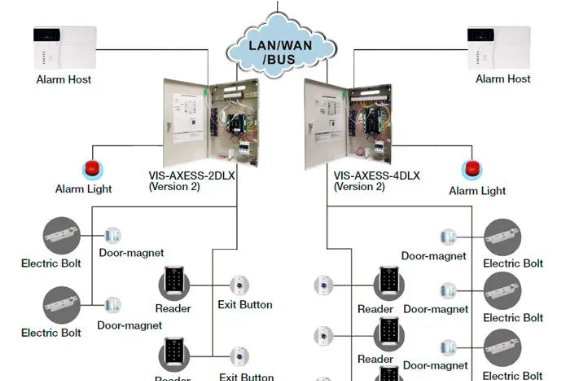 LAN/WAN
/BUS
Alarm Host
Alarm Host
VIS-AXESS-2DLX
(Version 2)
VIS-AXESS-4DLX
(Version 2)
Alarm Light
Alarm Light
Electric Bolt
Door-magnet
Door-magnet
Electric Bolt
Reader
Exit Button
Reader
Door-magnet
Electric Bolt
Electric Bolt
Door-magnet
Reader
Door-magnet
Electric Bolt
Reader
Exit Button